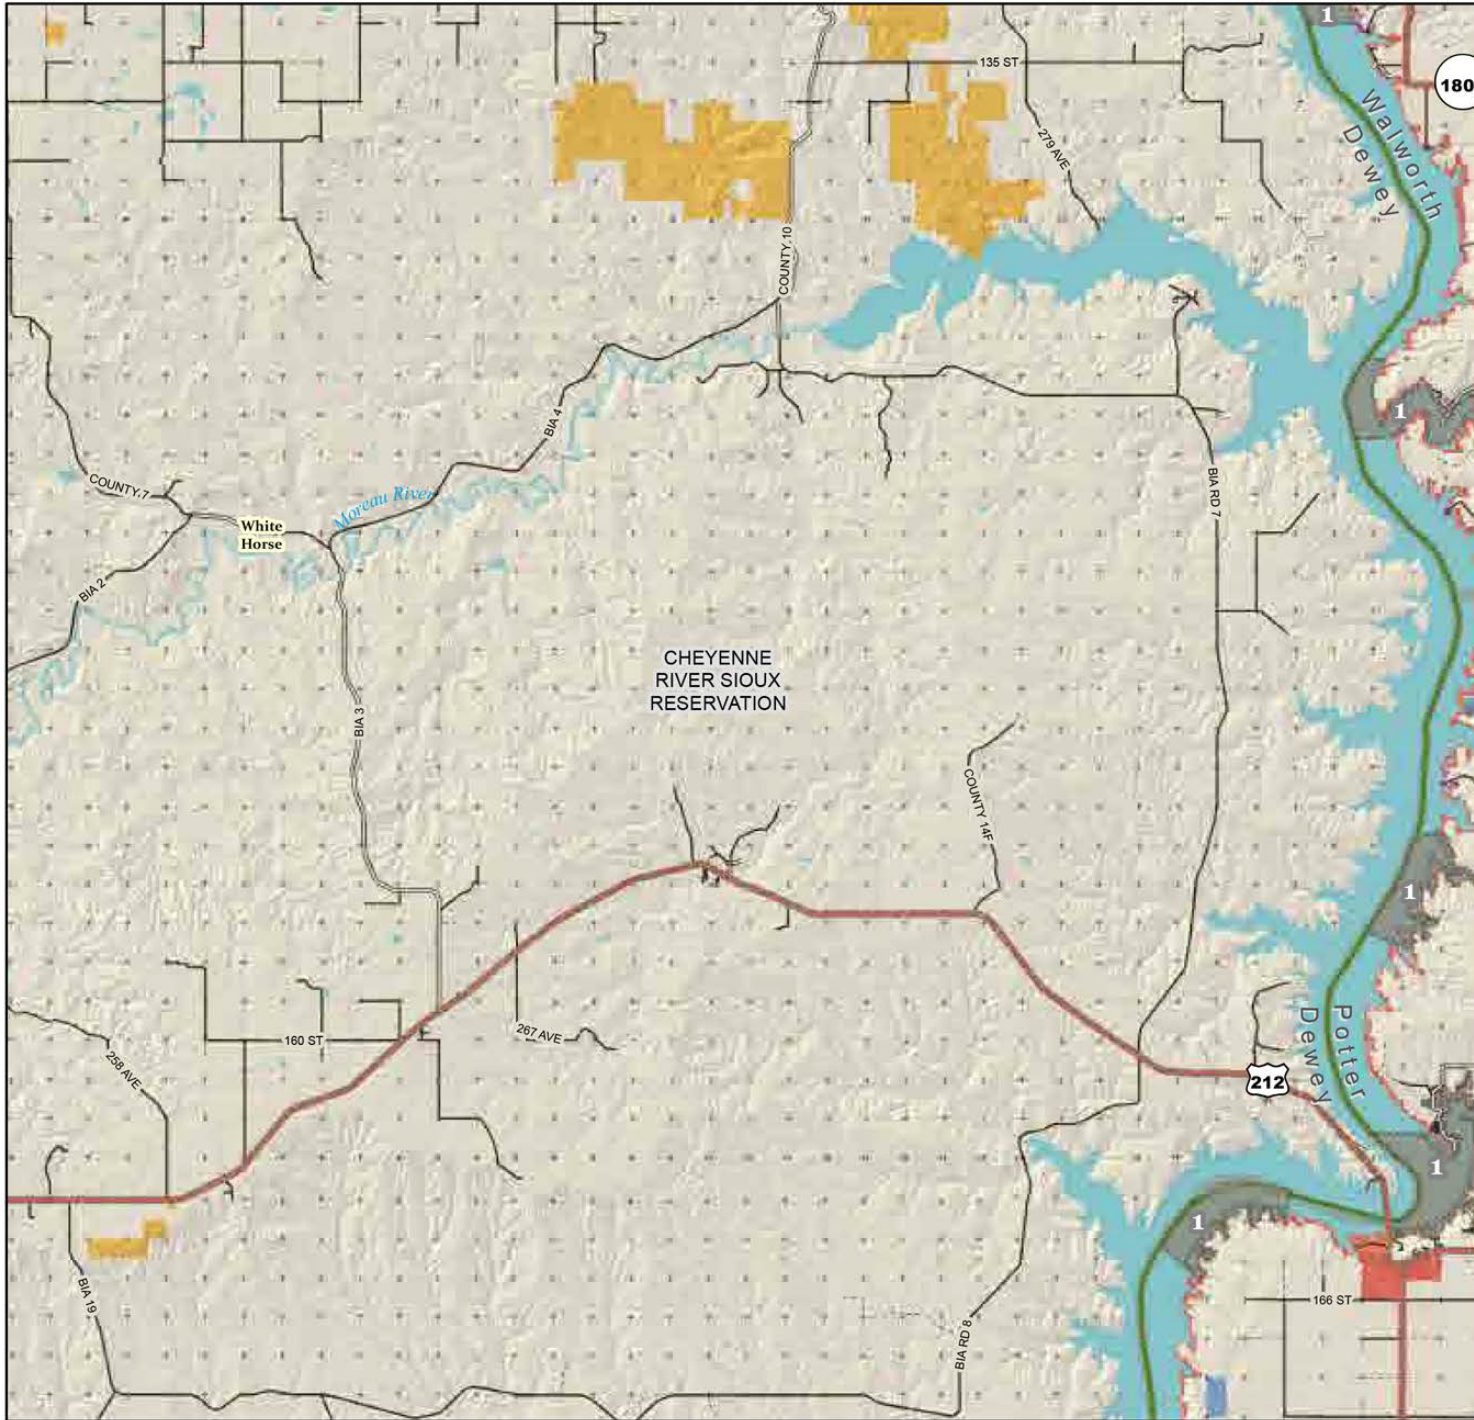 1
135 ST
180
Walworth
Dewey
279 AVE
COUNTY 10
BIA 4
1
COUNTY 7
Moreau River
BIA RD 7
White
Horse
BIA 2
CHEYENNE
RIVER SIOUX
RESERVATION
BIA 3
COUNTY 14F
1
267 AVE
160 ST
258 AVE
Potter
Dewey
212
1
1
BIA 19
166 ST
BIA RD 8